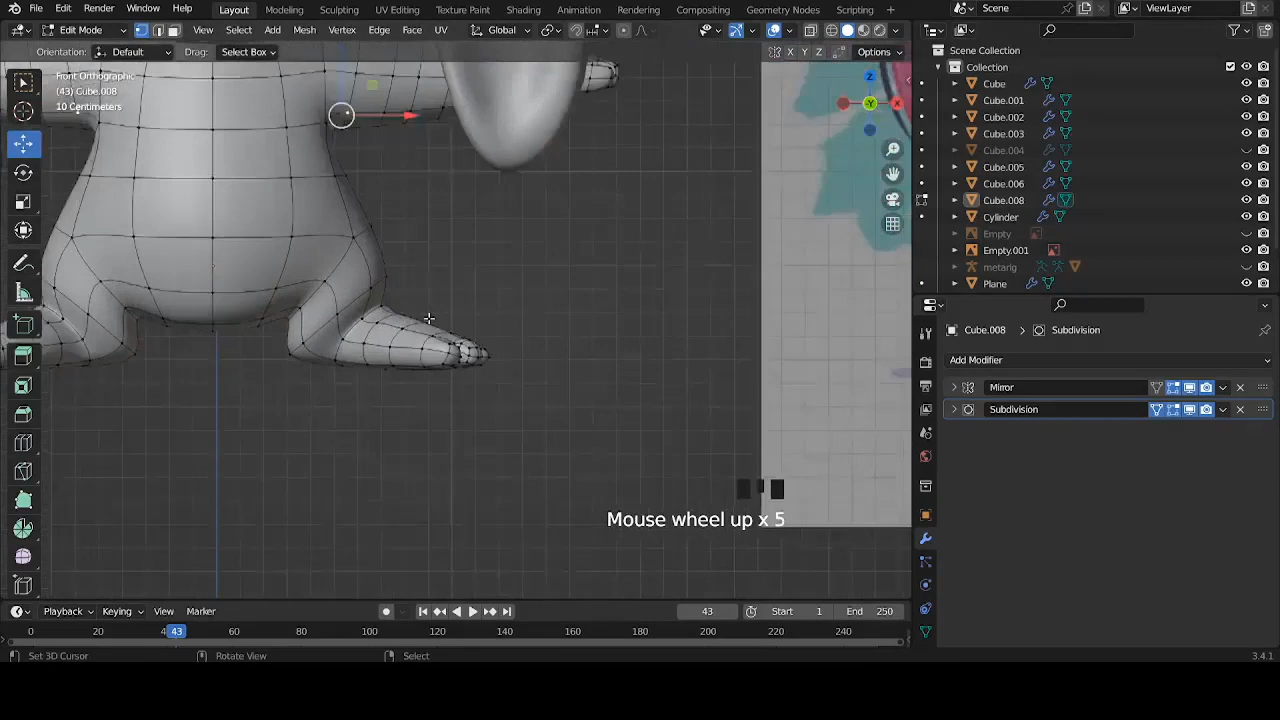 File Edit Render Window Help Layout Modeling Sculpting UV Editing Texture Paint Shading Animation Rendering Compositing Geometry Nodes Scripting Scene ViewLayer
Edit Mode View Select Add Mesh Vertex Edge Face UV Global
Orientation: Default Drag: Select Box X Y Z Options
Front Orthographic
(43) Cube.008
10 Centimeters
Z
X
-Y
Mouse wheel up x 5
Scene Collection
Collection
Cube
Cube.001
Cube.002
Cube.003
Cube.004
Cube.005
Cube.006
Cube.008
Cylinder
Empty
Empty.001
metarig
Plane
Cube.008 Subdivision
Add Modifier
Mirror
Subdivision
Playback Keying View Marker 43 Start 1 End 250
0 20 4 43 60 80 100 120 140 160 180 200 220 240
Set 3D Cursor Rotate View Select 3.4.1